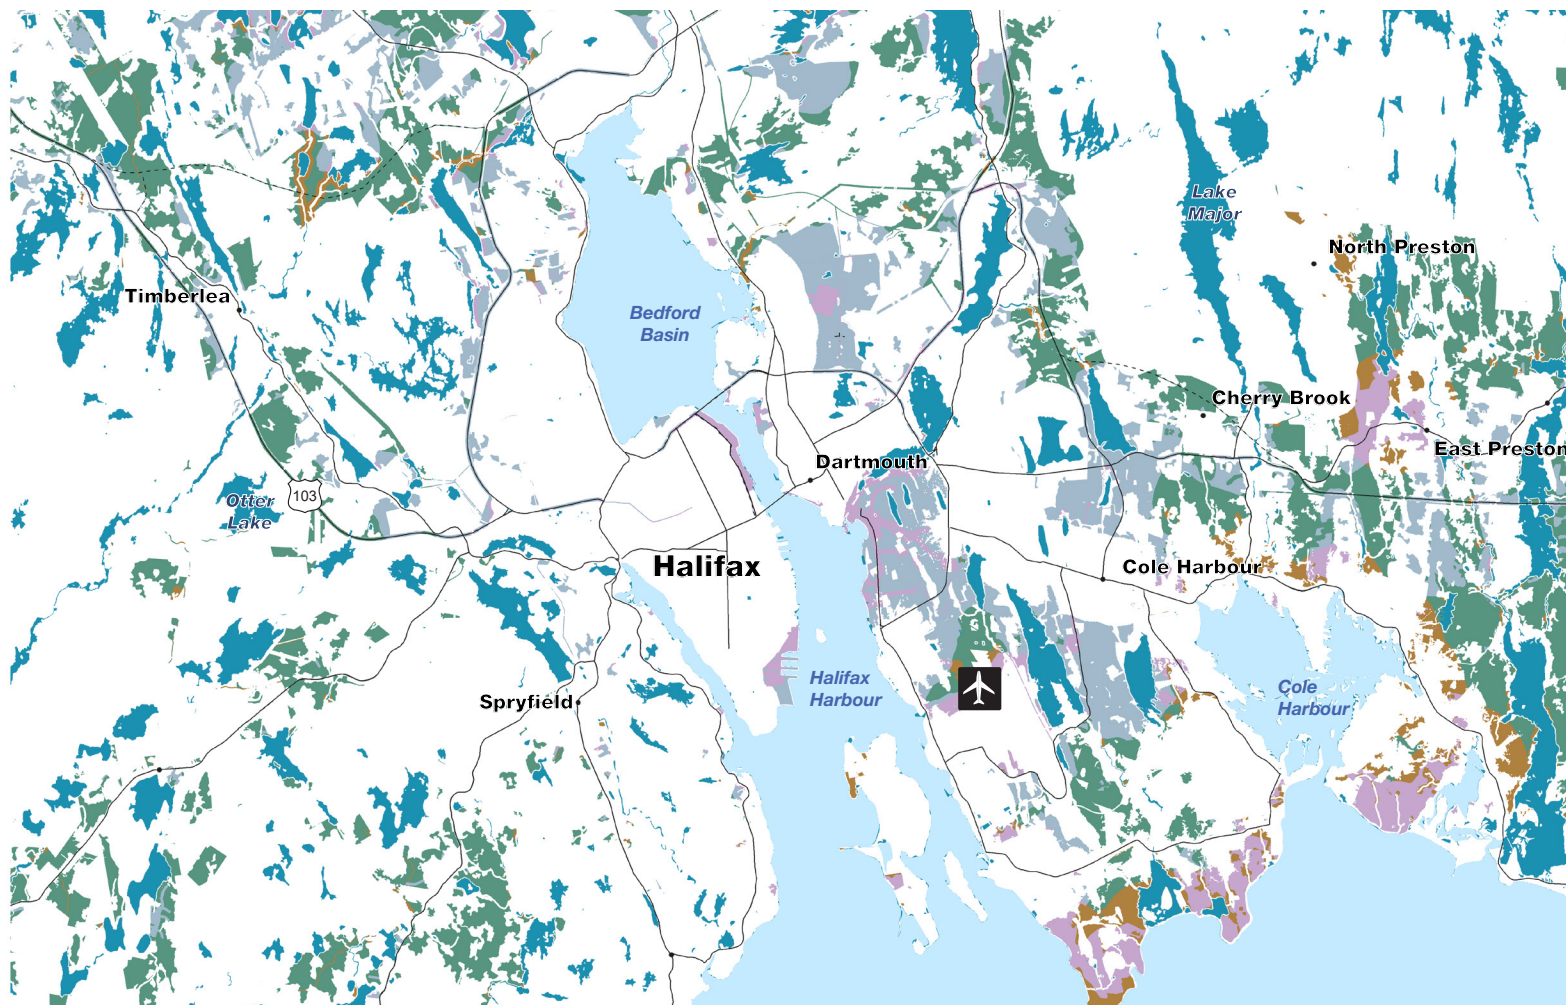 Lake
Major
North Preston
Timberlea
Bedford
Basin
Cherry Brook
East Preston
Dartmouth
Otter
Lake
103
Halifax
Cole Harbour
Halifax
Harbour
Cole
Harbour
Spryfield